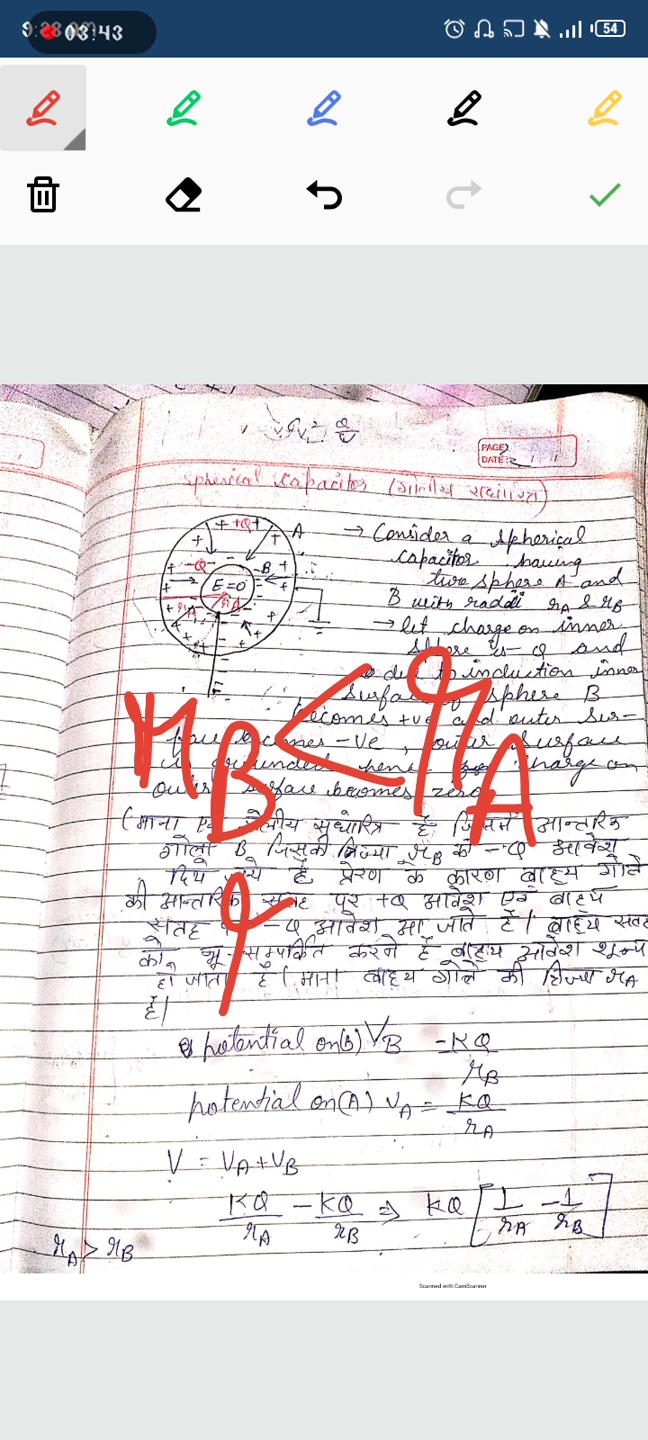 03:43
54
PAGE
DATE: / /
spherical Capacitor (गोलीय संधारित्र)
+ +Q+ + A
-Q B
E=0
→ Consider a spherical
capacitor having
two sphere A and
B with raddi rA & rB
→ let charge on inner
sphere is -Q and
due to induction inner
surface of sphere B
becomes +ve and outer sur-
face becomes -Ve, outer surface
is grounded hence charge on
outer surface becomes zero
rB < rA
(माना एक गोलीय संधारित्र है जिसमें आन्तरिक
गोला B जिसकी त्रिज्या rB को -Q आवेश
दिये गये है, प्रेरण के कारण बाह्य गोले
की आन्तरिक सतह पर +Q आवेश एवं बाह्य
सतह -Q आवेश आ जाते हैं। बाह्य सतह
को भू-सम्पर्कित करने है बाह्य आवेश शून्य
हो जाता है (माना बाह्य गोले की त्रिज्या rA
है।
potential on(B) VB -KQ/rB
potential on(A) VA = KQ/rA
V = VA+VB
KQ/rA - KQ/rB ⇒ KQ [1/rA - 1/rB]
rA > rB
Scanned with CamScanner